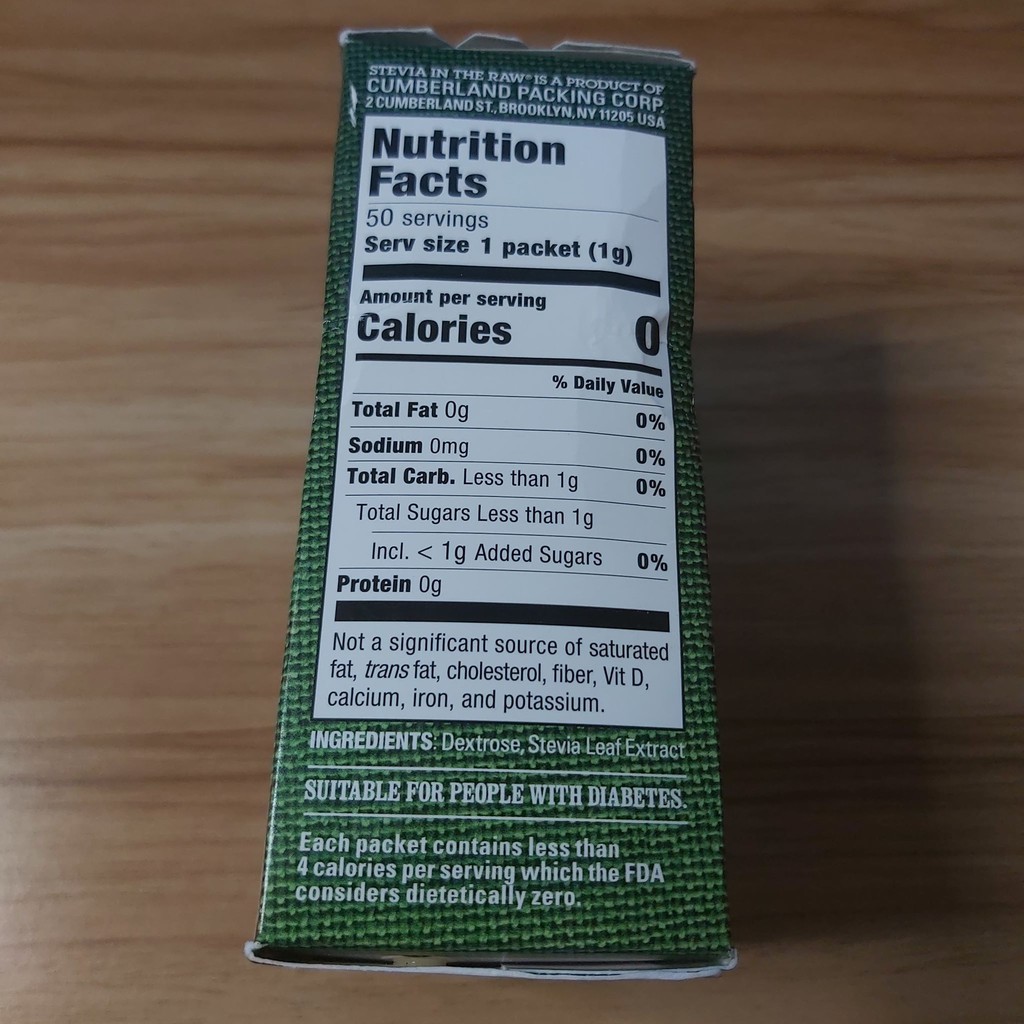 STEVIA IN THE RAW® IS A PRODUCT OF
CUMBERLAND PACKING CORP.
2 CUMBERLAND ST., BROOKLYN, NY 11205 USA
Nutrition
Facts
50 servings
Serv size 1 packet (1g)
Amount per serving
Calories 0
% Daily Value
Total Fat 0g 0%
Sodium 0mg 0%
Total Carb. Less than 1g 0%
Total Sugars Less than 1g
Incl. < 1g Added Sugars 0%
Protein 0g
Not a significant source of saturated
fat, trans fat, cholesterol, fiber, Vit D,
calcium, iron, and potassium.
INGREDIENTS: Dextrose, Stevia Leaf Extract
SUITABLE FOR PEOPLE WITH DIABETES.
Each packet contains less than
4 calories per serving which the FDA
considers dietetically zero.